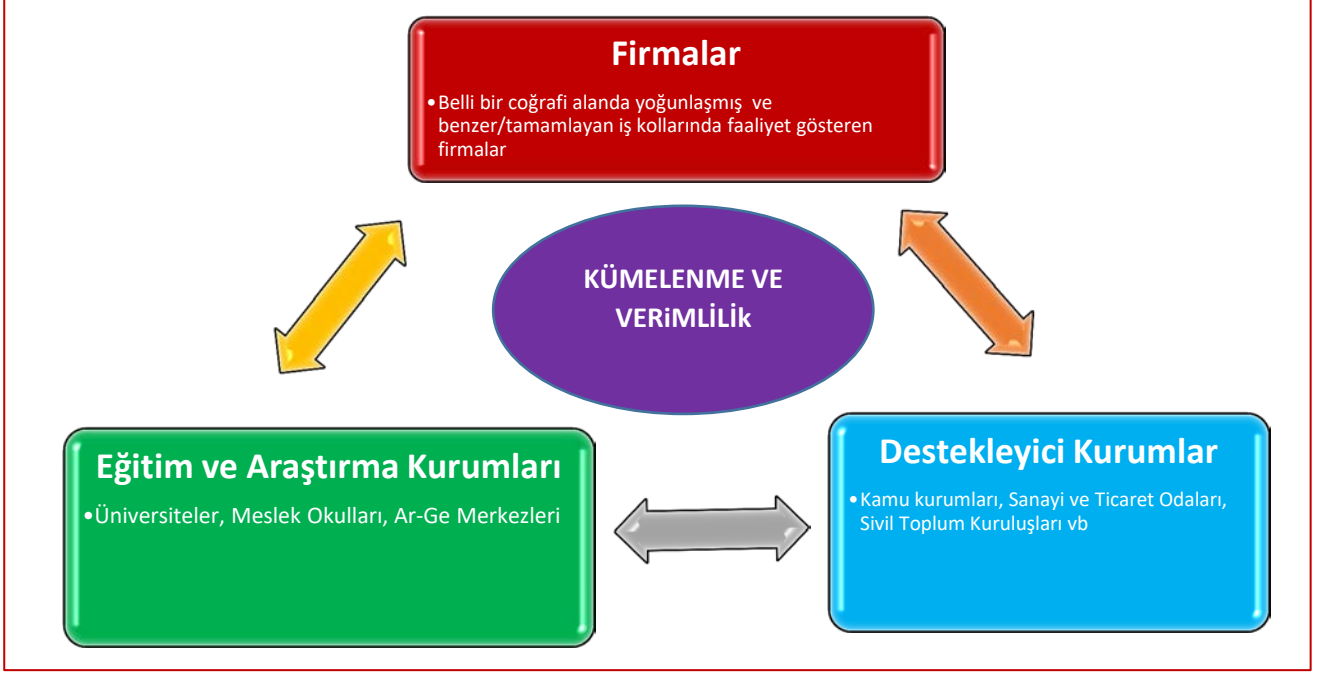 Firmalar
•Belli bir coğrafi alanda yoğunlaşmış ve
benzer/tamamlayan iş kollarında faaliyet gösteren
firmalar
KÜMELENME VE
VERiMLİLİk
Eğitim ve Araştırma Kurumları
•Üniversiteler, Meslek Okulları, Ar-Ge Merkezleri
Destekleyici Kurumlar
•Kamu kurumları, Sanayi ve Ticaret Odaları,
Sivil Toplum Kuruluşları vb